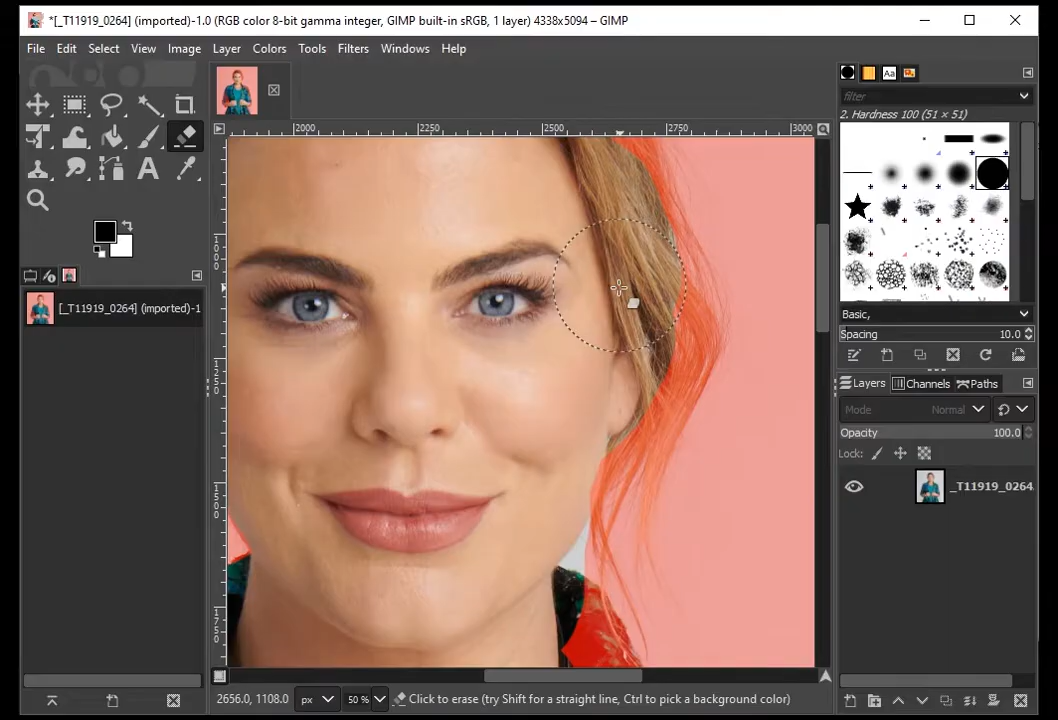 *[_T11919_0264] (imported)-1.0 (RGB color 8-bit gamma integer, GIMP built-in sRGB, 1 layer) 4338x5094 – GIMP
File Edit Select View Image Layer Colors Tools Filters Windows Help
filter
2. Hardness 100 (51 × 51)
2000 2250 2500 2750 3000
1000
1250
1500
1750
[_T11919_0264] (imported)-1
Basic,
Spacing 10.0
Layers Channels Paths
Mode Normal
Opacity 100.0
Lock:
_T11919_0264
2656.0, 1108.0 px 50 % Click to erase (try Shift for a straight line, Ctrl to pick a background color)